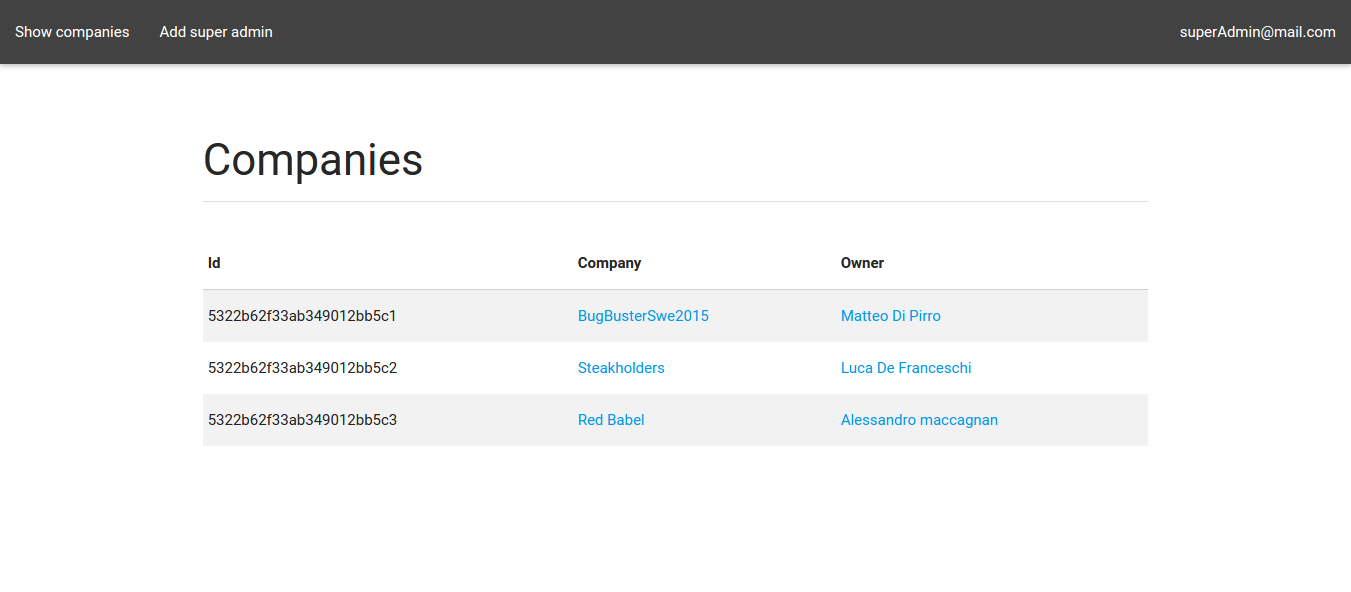 Show companies Add super admin superAdmin@mail.com
Companies
Id Company Owner
5322b62f33ab349012bb5c1 BugBusterSwe2015 Matteo Di Pirro
5322b62f33ab349012bb5c2 Steakholders Luca De Franceschi
5322b62f33ab349012bb5c3 Red Babel Alessandro maccagnan